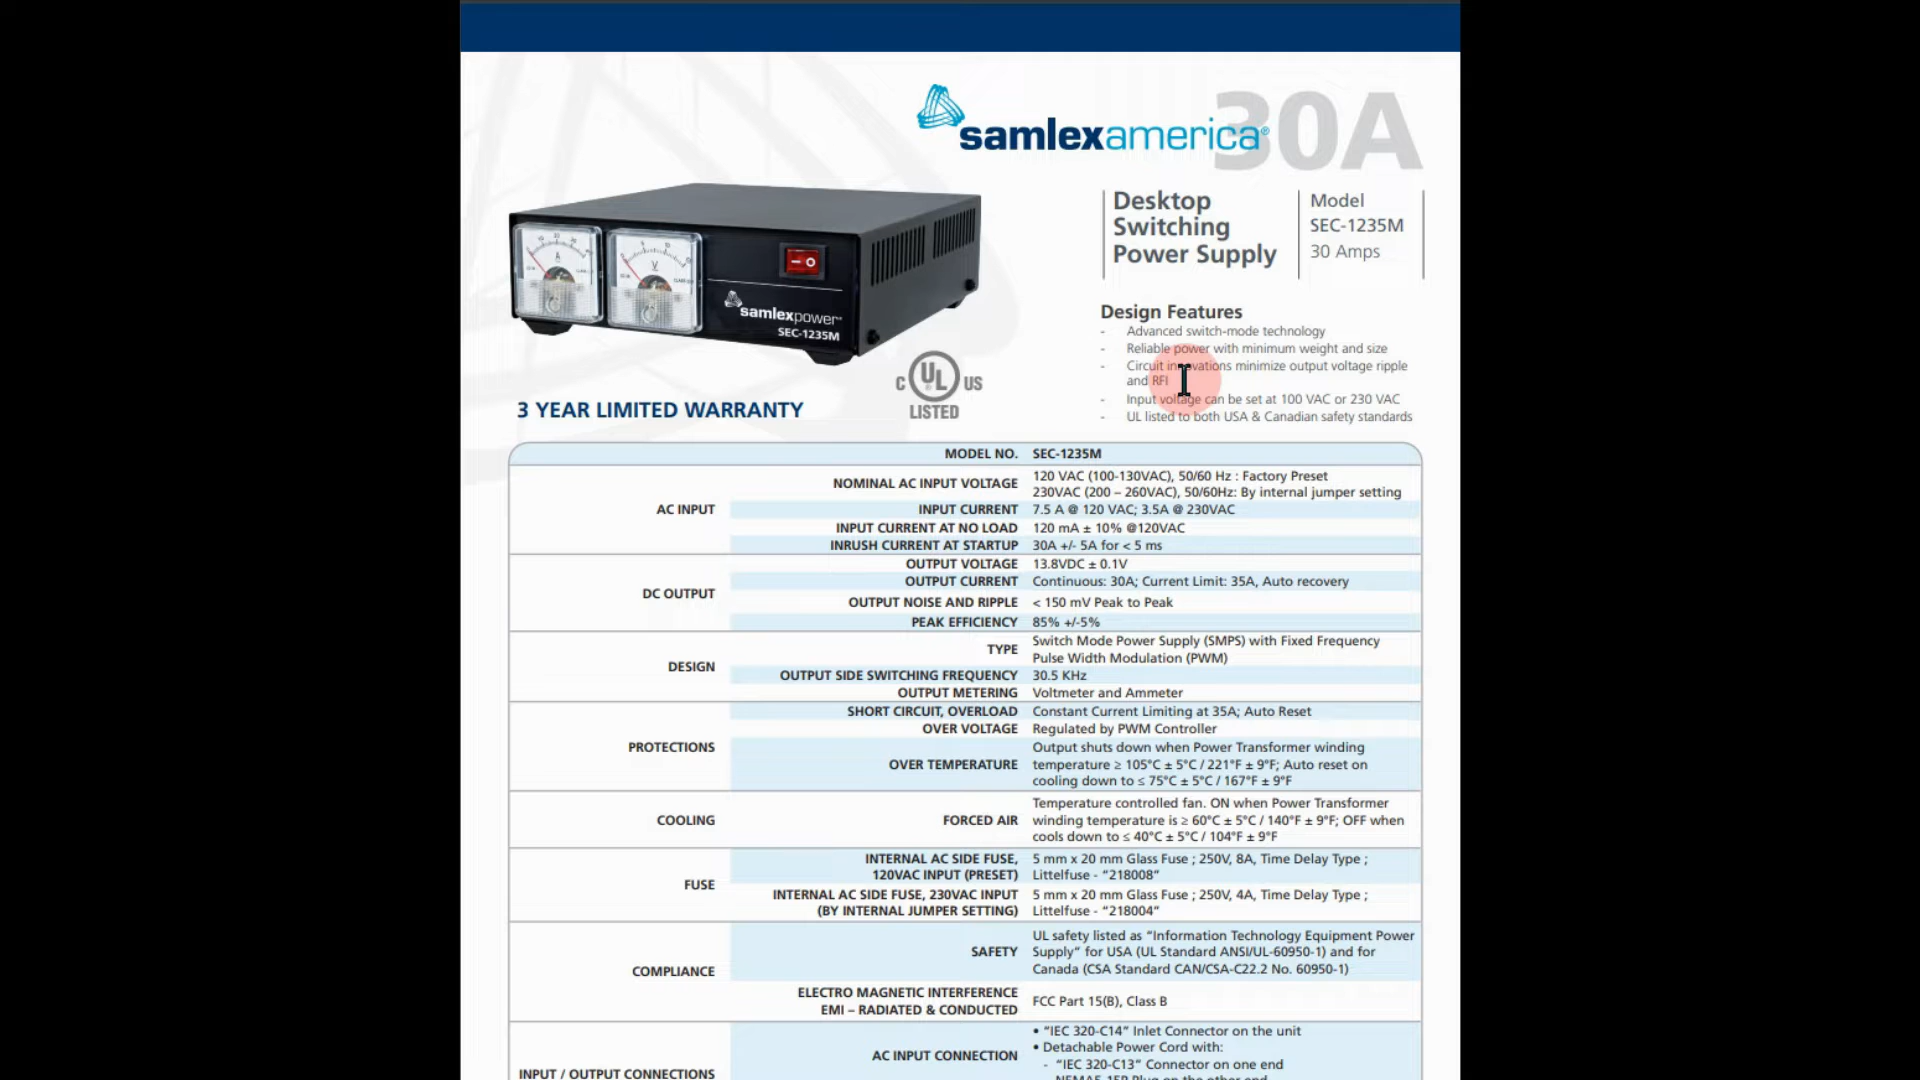 samlexamerica®
30A
Desktop
Switching
Power Supply
Model
SEC-1235M
30 Amps
samlexpower
SEC-1235M
C UL US
LISTED
3 YEAR LIMITED WARRANTY
Design Features
- Advanced switch-mode technology
- Reliable power with minimum weight and size
- Circuit innovations minimize output voltage ripple
and RFI
- Input voltage can be set at 100 VAC or 230 VAC
- UL listed to both USA & Canadian safety standards
MODEL NO. SEC-1235M
AC INPUT
NOMINAL AC INPUT VOLTAGE 120 VAC (100-130VAC), 50/60 Hz : Factory Preset
230VAC (200 – 260VAC), 50/60Hz: By internal jumper setting
INPUT CURRENT 7.5 A @ 120 VAC; 3.5A @ 230VAC
INPUT CURRENT AT NO LOAD 120 mA ± 10% @120VAC
INRUSH CURRENT AT STARTUP 30A +/- 5A for < 5 ms
DC OUTPUT
OUTPUT VOLTAGE 13.8VDC ± 0.1V
OUTPUT CURRENT Continuous: 30A; Current Limit: 35A, Auto recovery
OUTPUT NOISE AND RIPPLE < 150 mV Peak to Peak
PEAK EFFICIENCY 85% +/-5%
DESIGN
TYPE Switch Mode Power Supply (SMPS) with Fixed Frequency
Pulse Width Modulation (PWM)
OUTPUT SIDE SWITCHING FREQUENCY 30.5 KHz
OUTPUT METERING Voltmeter and Ammeter
PROTECTIONS
SHORT CIRCUIT, OVERLOAD Constant Current Limiting at 35A; Auto Reset
OVER VOLTAGE Regulated by PWM Controller
OVER TEMPERATURE Output shuts down when Power Transformer winding
temperature ≥ 105°C ± 5°C / 221°F ± 9°F; Auto reset on
cooling down to ≤ 75°C ± 5°C / 167°F ± 9°F
COOLING
FORCED AIR Temperature controlled fan. ON when Power Transformer
winding temperature is ≥ 60°C ± 5°C / 140°F ± 9°F; OFF when
cools down to ≤ 40°C ± 5°C / 104°F ± 9°F
FUSE
INTERNAL AC SIDE FUSE, 5 mm x 20 mm Glass Fuse ; 250V, 8A, Time Delay Type ;
120VAC INPUT (PRESET) Littelfuse - “218008”
INTERNAL AC SIDE FUSE, 230VAC INPUT 5 mm x 20 mm Glass Fuse ; 250V, 4A, Time Delay Type ;
(BY INTERNAL JUMPER SETTING) Littelfuse - “218004”
COMPLIANCE
SAFETY UL safety listed as “Information Technology Equipment Power
Supply” for USA (UL Standard ANSI/UL-60950-1) and for
Canada (CSA Standard CAN/CSA-C22.2 No. 60950-1)
ELECTRO MAGNETIC INTERFERENCE
EMI – RADIATED & CONDUCTED FCC Part 15(B), Class B
INPUT / OUTPUT CONNECTIONS
AC INPUT CONNECTION • “IEC 320-C14” Inlet Connector on the unit
• Detachable Power Cord with:
- “IEC 320-C13” Connector on one end